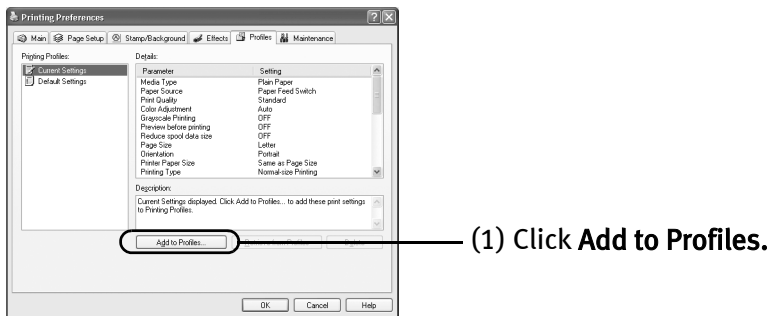 Printing Preferences
Main Page Setup Stamp/Background Effects Profiles Maintenance
Printing Profiles:
Current Settings
Default Settings
Details:
Parameter Setting
Media Type Plain Paper
Paper Source Paper Feed Switch
Print Quality Standard
Color Adjustment Auto
Grayscale Printing OFF
Preview before printing OFF
Reduce spool data size OFF
Page Size Letter
Orientation Portrait
Printer Paper Size Same as Page Size
Printing Type Normal-size Printing
Description:
Current Settings displayed. Click Add to Profiles... to add these print settings
to Printing Profiles.
Add to Profiles...
(1) Click Add to Profiles.
OK Cancel Help